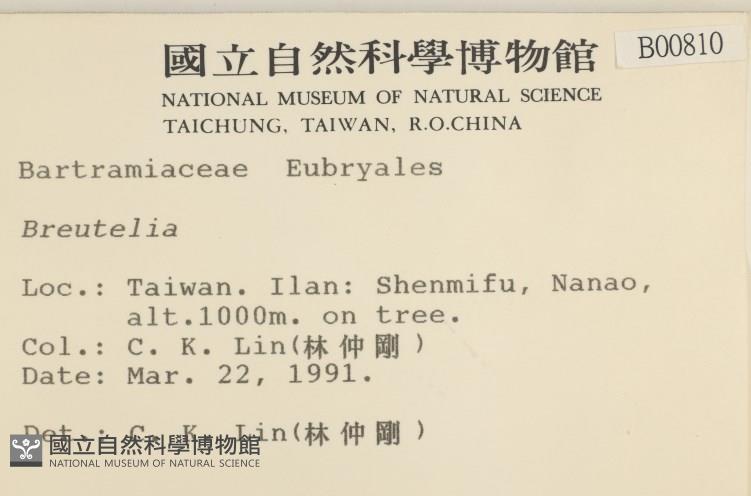 國立自然科學博物館
B00810
NATIONAL MUSEUM OF NATURAL SCIENCE
TAICHUNG, TAIWAN, R.O.CHINA
Bartramiaceae Eubryales
Breutelia
Loc.: Taiwan. Ilan: Shenmifu, Nanao,
alt.1000m. on tree.
Col.: C. K. Lin(林仲剛)
Date: Mar. 22, 1991.
Det.: C. K. Lin(林仲剛)
國立自然科學博物館
NATIONAL MUSEUM OF NATURAL SCIENCE